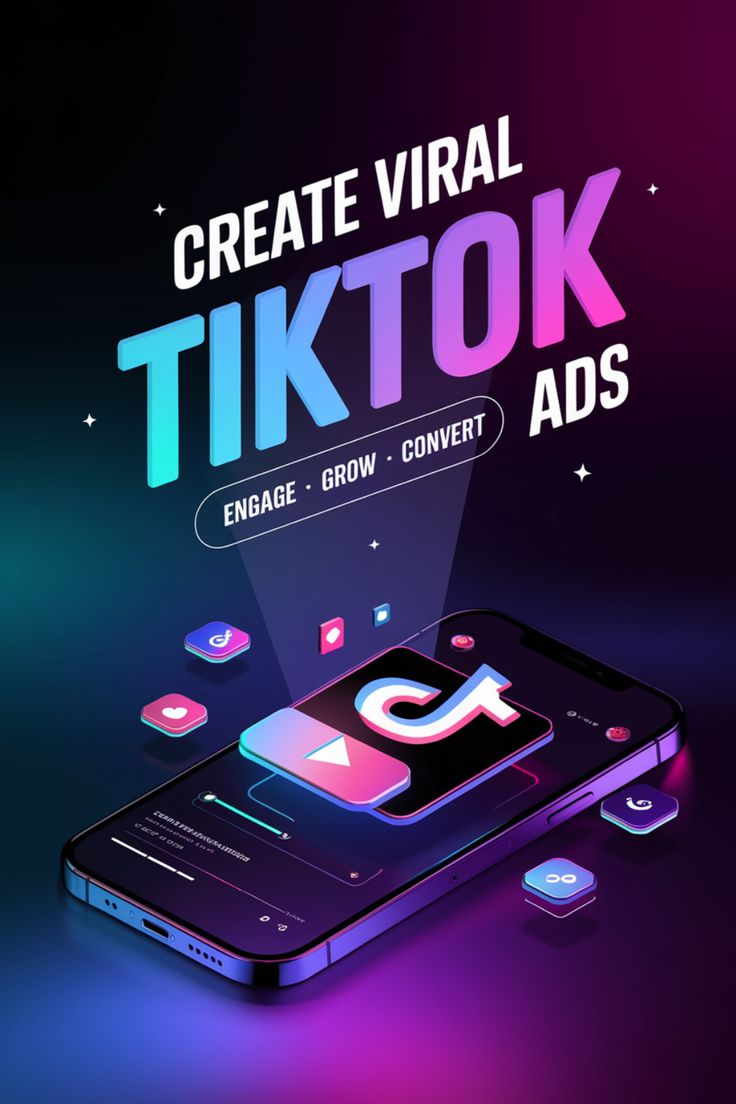 CREATE VIRAL
TIKTOK
ADS
ENGAGE · GROW · CONVERT